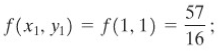 f(x₁, y₁) = f(1, 1) = 57/16;